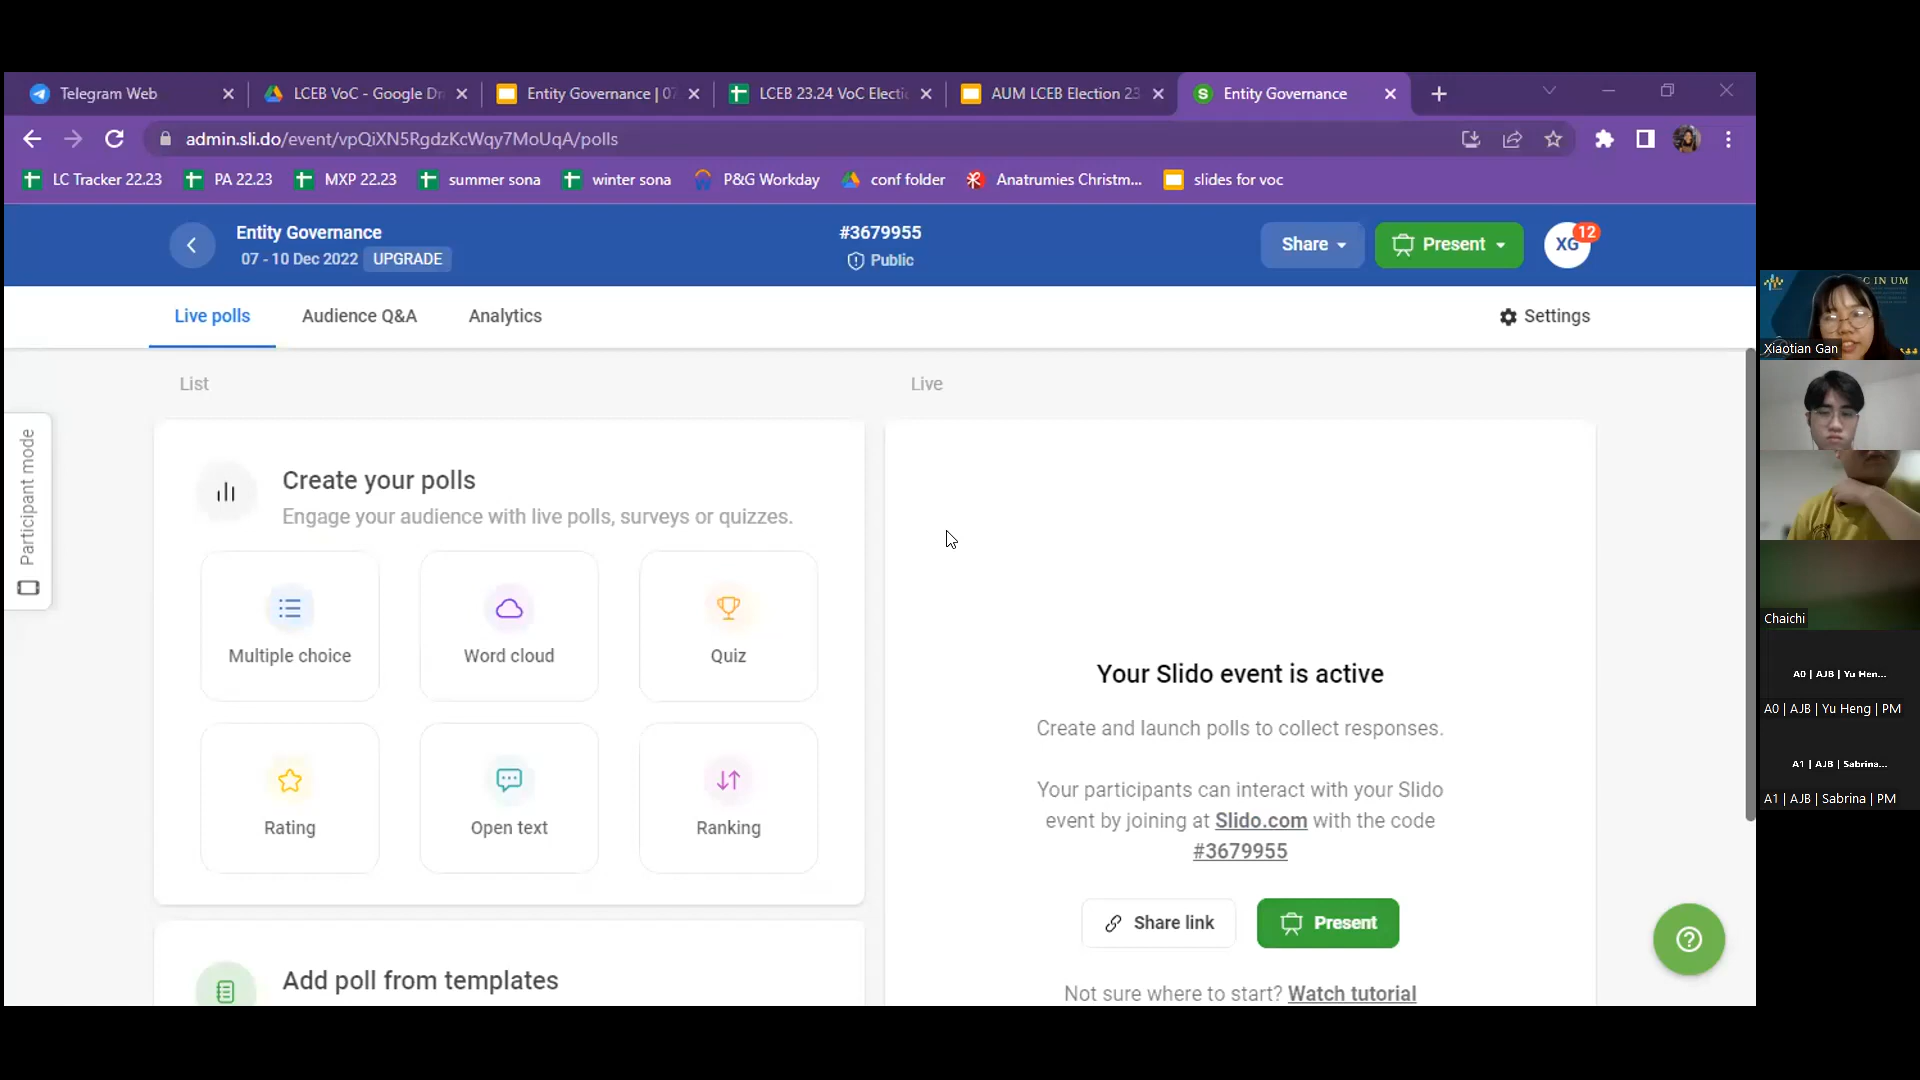 Telegram Web
LCEB VoC - Google Dr
Entity Governance | 07
LCEB 23.24 VoC Electic
AUM LCEB Election 23
S Entity Governance
admin.sli.do/event/vpQiXN5RgdzKcWqy7MoUqA/polls
LC Tracker 22.23 PA 22.23 MXP 22.23 summer sona winter sona P&G Workday conf folder Anatrumies Christm... slides for voc
Entity Governance
07 - 10 Dec 2022 UPGRADE
#3679955
Public
Share
Present
XG
12
Live polls
Audience Q&A
Analytics
Settings
List
Live
Participant mode
Create your polls
Engage your audience with live polls, surveys or quizzes.
Multiple choice
Word cloud
Quiz
Rating
Open text
Ranking
Add poll from templates
Your Slido event is active
Create and launch polls to collect responses.
Your participants can interact with your Slido
event by joining at Slido.com with the code
#3679955
Share link
Present
Not sure where to start? Watch tutorial
C IN UM
Xiaotian Gan
Chaichi
A0 | AJB | Yu Hen...
A0 | AJB | Yu Heng | PM
A1 | AJB | Sabrina...
A1 | AJB | Sabrina | PM